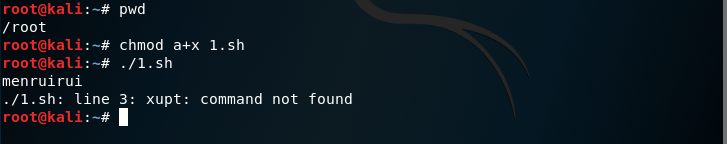 root@kali:~# pwd
/root
root@kali:~# chmod a+x 1.sh
root@kali:~# ./1.sh
menruirui
./1.sh: line 3: xupt: command not found
root@kali:~#